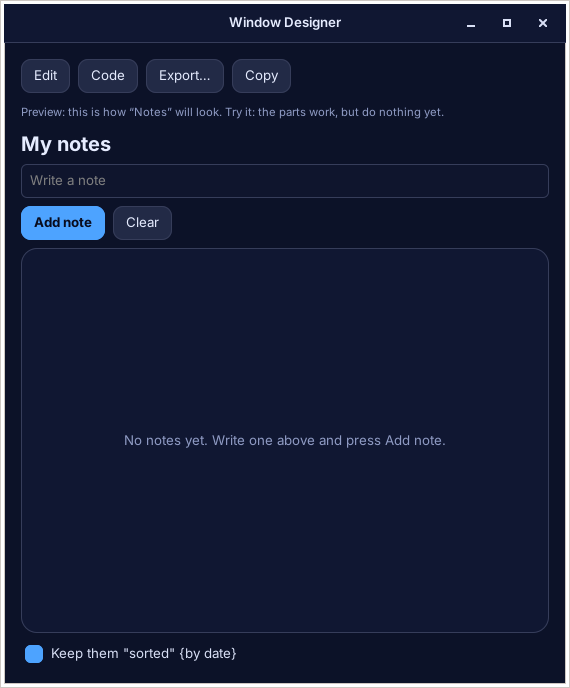 Window Designer
Edit Code Export... Copy
Preview: this is how “Notes” will look. Try it: the parts work, but do nothing yet.
My notes
Write a note
Add note Clear
No notes yet. Write one above and press Add note.
Keep them "sorted" {by date}